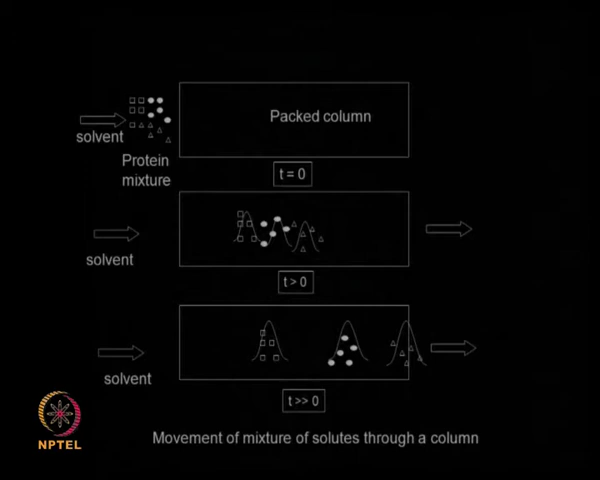 Packed column
solvent
Protein
mixture
t = 0
solvent
t > 0
solvent
t >> 0
NPTEL
Movement of mixture of solutes through a column